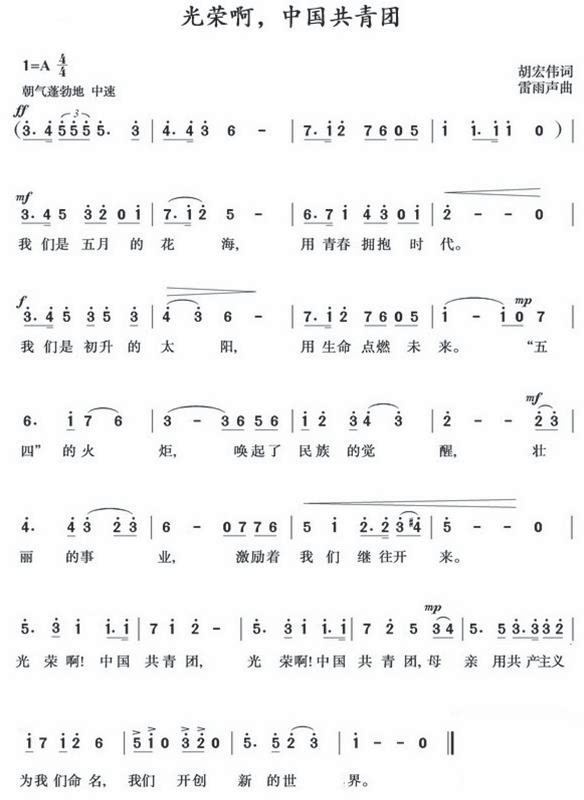 光荣啊，中国共青团
1=A 4/4
胡宏伟词
朝气蓬勃地 中速
雷雨声曲
ff
(3. 4 5 5 5 5. 3 | 4. 4 3 6 - | 7. 1 2 7 6 0 5 | 1 1. 1 1 0 )|
mf
3. 4 5 3 2 0 1 | 7. 1 2 5 - | 6. 7 1 4 3 0 1 | 2 - - 0 |
我 们是 五月 的 花 海, 用 青春 拥抱 时 代。
f
3. 4 5 3 3 5 3 | 4 3 6 - | 7. 1 2 7 6 0 5 | 1 - 1 0 7 |
mp
我 们是 初升 的 太 阳, 用 生命 点燃 未 来。 “五
6. 1 7 6 | 3 - 3 6 5 6 | 1 2 3 4 3 | 2 - - 2 3 |
mf
四” 的 火 炬, 唤起了 民族 的觉 醒, 壮
4. 4 3 2 3 | 6 - 0 7 7 6 | 5 1 2. 2 3 #4 | 5 - - 0 |
丽 的事 业, 激励着 我 们 继往开 来。
mp
5. 3 1 1. 1 | 7 1 2 - | 5. 3 1 1. 1 | 7 2 5 3 4 | 5. 5 3. 3 3 2 |
光 荣啊! 中国 共青团, 光 荣啊! 中国 共 青团, 母 亲 用共产主义
1 7 1 2 6 | 5 1 0 3 2 0 | 5. 5 2 3 | 1 - - 0 ‖
为我们命名, 我们 开创 新 的世 界。